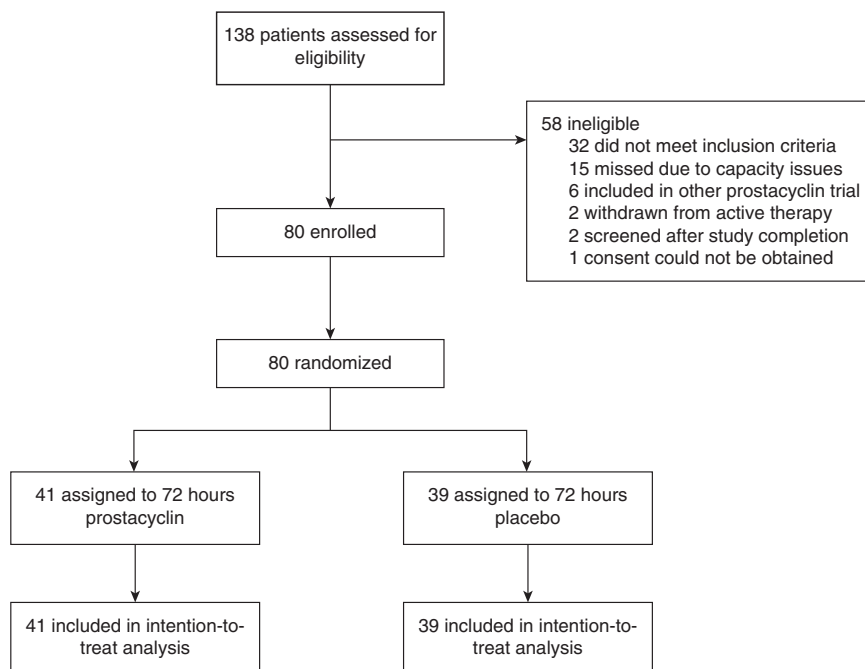 138 patients assessed for
eligibility
58 ineligible
32 did not meet inclusion criteria
15 missed due to capacity issues
6 included in other prostacyclin trial
2 withdrawn from active therapy
2 screened after study completion
1 consent could not be obtained
80 enrolled
80 randomized
41 assigned to 72 hours
prostacyclin
39 assigned to 72 hours
placebo
41 included in intention-to-
treat analysis
39 included in intention-to-
treat analysis